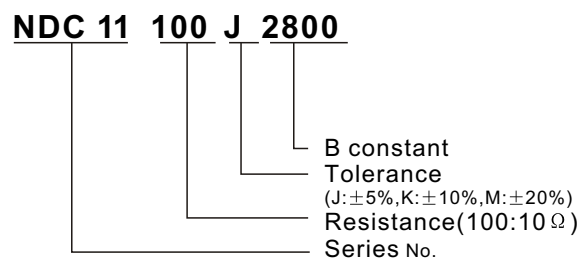 NDC 11 100 J 2800
B constant
Tolerance
(J:±5%,K:±10%,M:±20%)
Resistance(100:10Ω)
Series No.